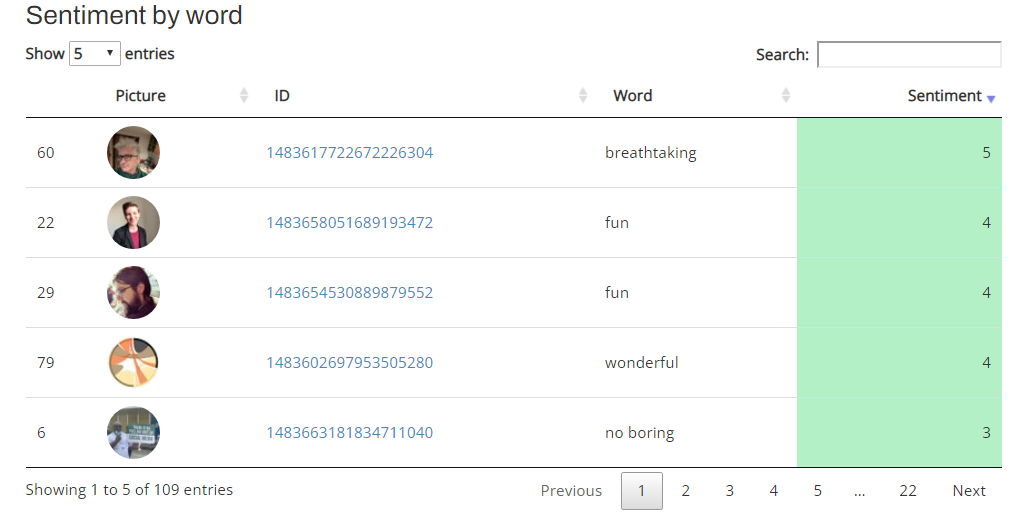 Sentiment by word
Show 5 entries Search:
Picture ID Word Sentiment
60 1483617722672226304 breathtaking 5
22 1483658051689193472 fun 4
29 1483654530889879552 fun 4
79 1483602697953505280 wonderful 4
6 1483663181834711040 no boring 3
Showing 1 to 5 of 109 entries Previous 1 2 3 4 5 ... 22 Next